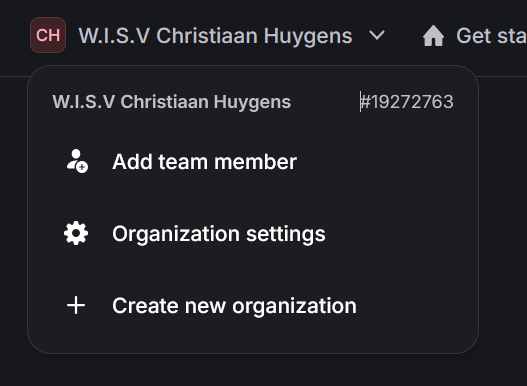 CH W.I.S.V Christiaan Huygens Get sta
W.I.S.V Christiaan Huygens #19272763
Add team member
Organization settings
Create new organization